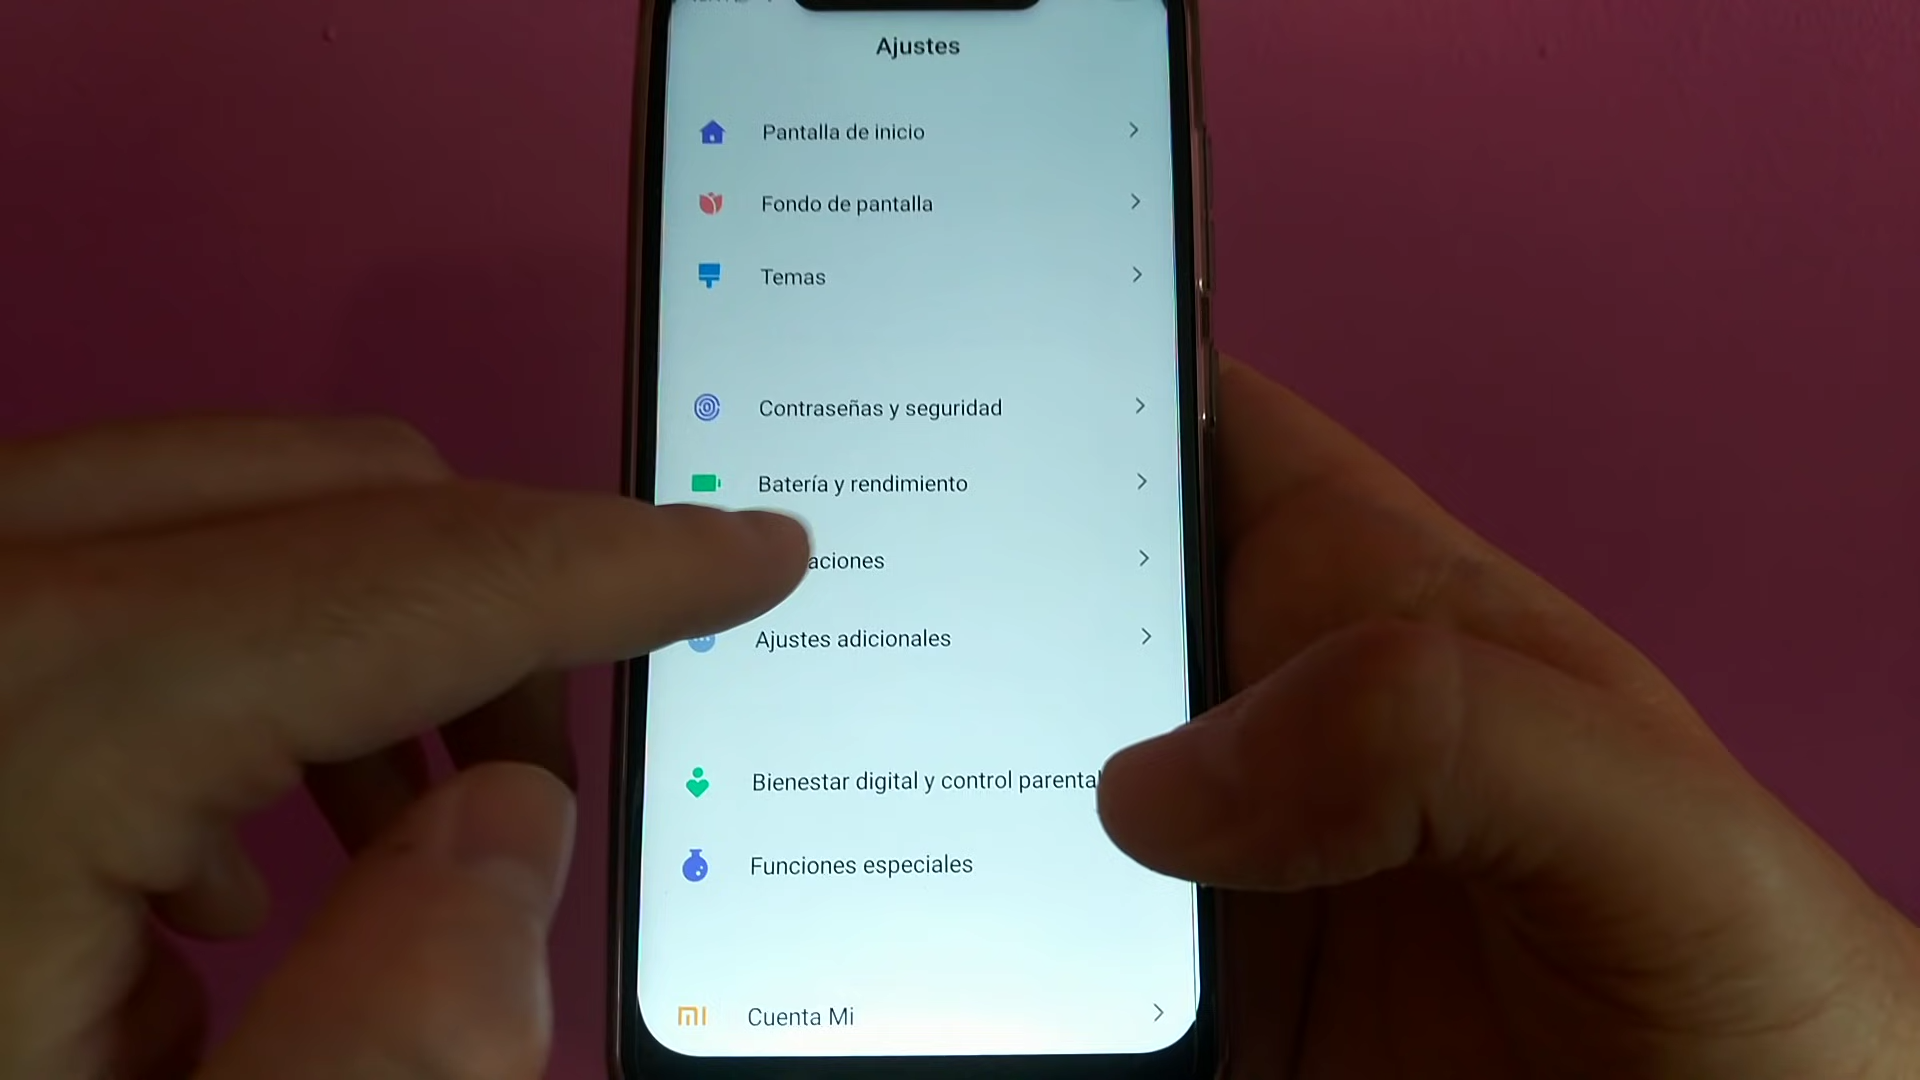 Ajustes
Pantalla de inicio
Fondo de pantalla
Temas
Contraseñas y seguridad
Batería y rendimiento
aciones
Ajustes adicionales
Bienestar digital y control parental
Funciones especiales
Cuenta Mi